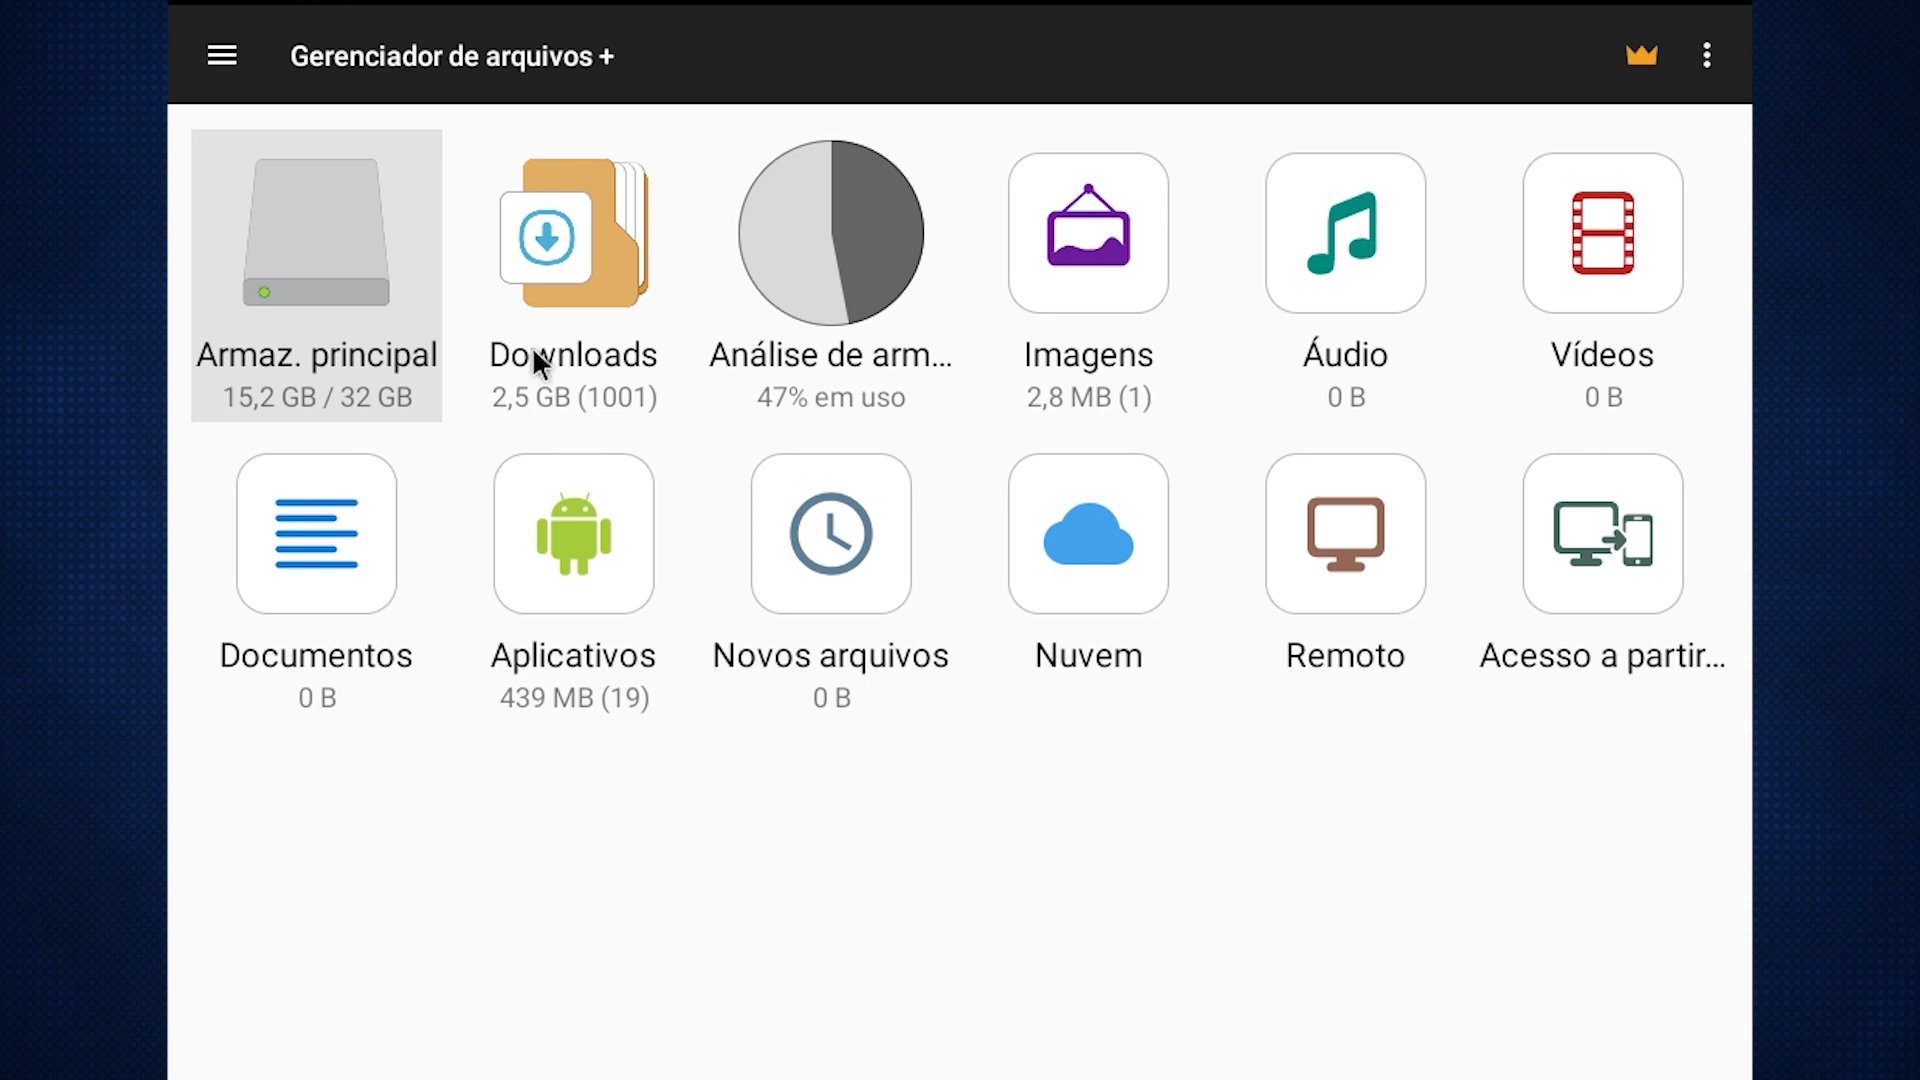 Gerenciador de arquivos +
Armaz. principal
15,2 GB / 32 GB
Downloads
2,5 GB (1001)
Análise de arm...
47% em uso
Imagens
2,8 MB (1)
Áudio
0 B
Vídeos
0 B
Documentos
0 B
Aplicativos
439 MB (19)
Novos arquivos
0 B
Nuvem
Remoto
Acesso a partir...